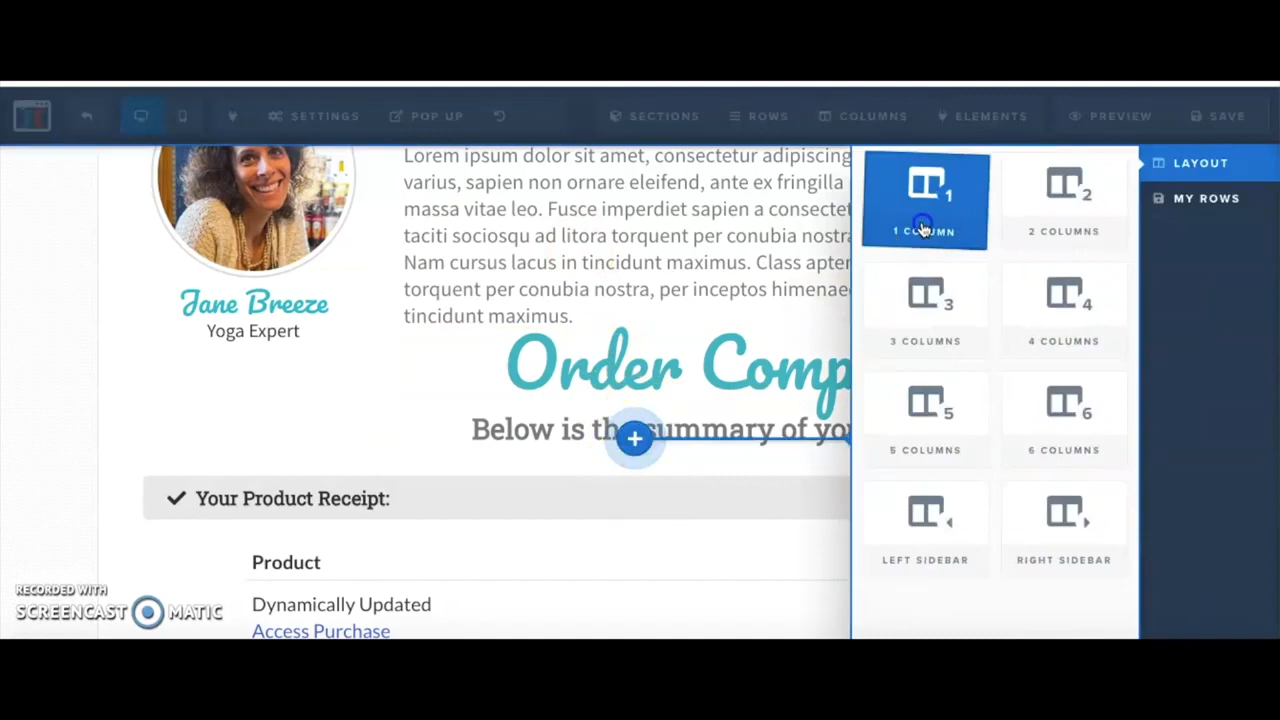 SETTINGS POP UP SECTIONS ROWS COLUMNS ELEMENTS PREVIEW SAVE
Lorem ipsum dolor sit amet, consectetur adipiscing
varius, sapien non ornare eleifend, ante ex fringilla
massa vitae leo. Fusce imperdiet sapien a consectet
taciti sociosqu ad litora torquent per conubia nostra
Nam cursus lacus in tincidunt maximus. Class apten
torquent per conubia nostra, per inceptos himenae
tincidunt maximus.
Jane Breeze
Yoga Expert
Order Comp
Below is the summary of you
Your Product Receipt:
Product
Dynamically Updated
Access Purchase
1
1 COLUMN
2
2 COLUMNS
3
3 COLUMNS
4
4 COLUMNS
5
5 COLUMNS
6
6 COLUMNS
LEFT SIDEBAR
RIGHT SIDEBAR
LAYOUT
MY ROWS
RECORDED WITH
SCREENCAST MATIC